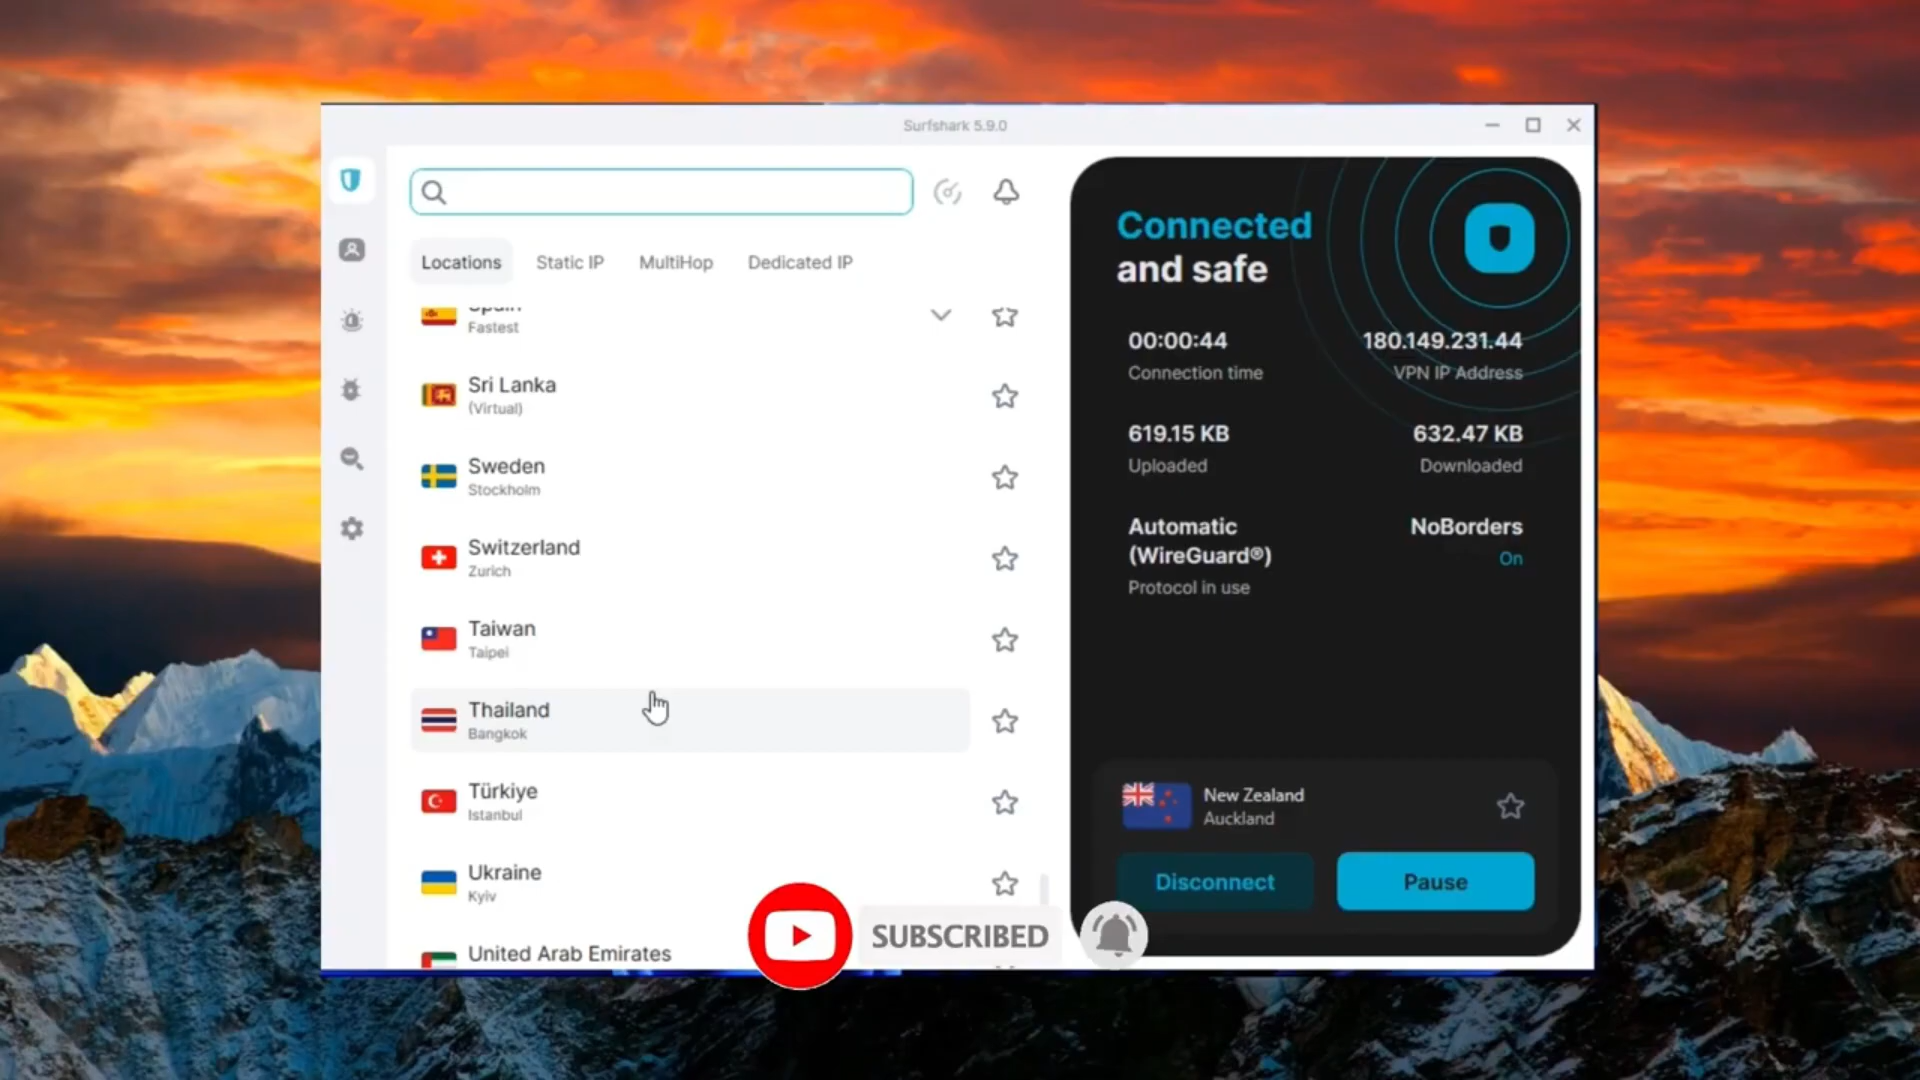 Surfshark 5.9.0
Locations
Static IP
MultiHop
Dedicated IP
Spain
Fastest
Sri Lanka
(Virtual)
Sweden
Stockholm
Switzerland
Zurich
Taiwan
Taipei
Thailand
Bangkok
Türkiye
Istanbul
Ukraine
Kyiv
United Arab Emirates
Connected
and safe
00:00:44
Connection time
180.149.231.44
VPN IP Address
619.15 KB
Uploaded
632.47 KB
Downloaded
Automatic
(WireGuard®)
Protocol in use
NoBorders
On
New Zealand
Auckland
Disconnect
Pause
SUBSCRIBED